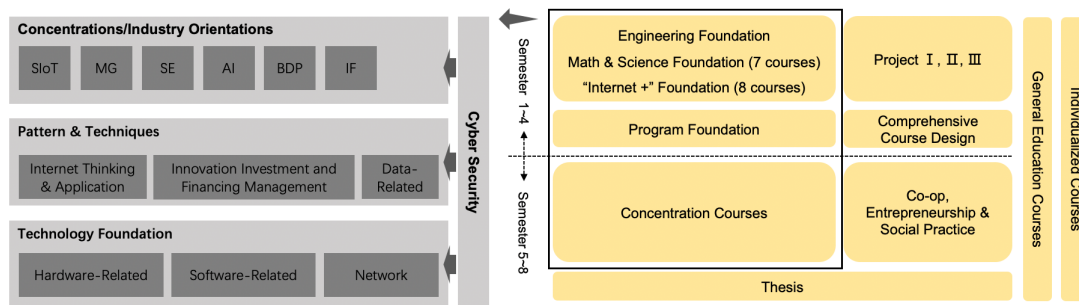 Concentrations/Industry Orientations
SIoT
MG
SE
AI
BDP
IF
Pattern & Techniques
Internet Thinking
& Application
Innovation Investment and
Financing Management
Data-
Related
Technology Foundation
Hardware-Related
Software-Related
Network
Cyber Security
Semester 1~4
Semester 5~8
Engineering Foundation
Math & Science Foundation (7 courses)
“Internet +” Foundation (8 courses)
Program Foundation
Concentration Courses
Project Ⅰ, Ⅱ, Ⅲ
Comprehensive
Course Design
Co-op,
Entrepreneurship &
Social Practice
Thesis
General Education Courses
Individualized Courses